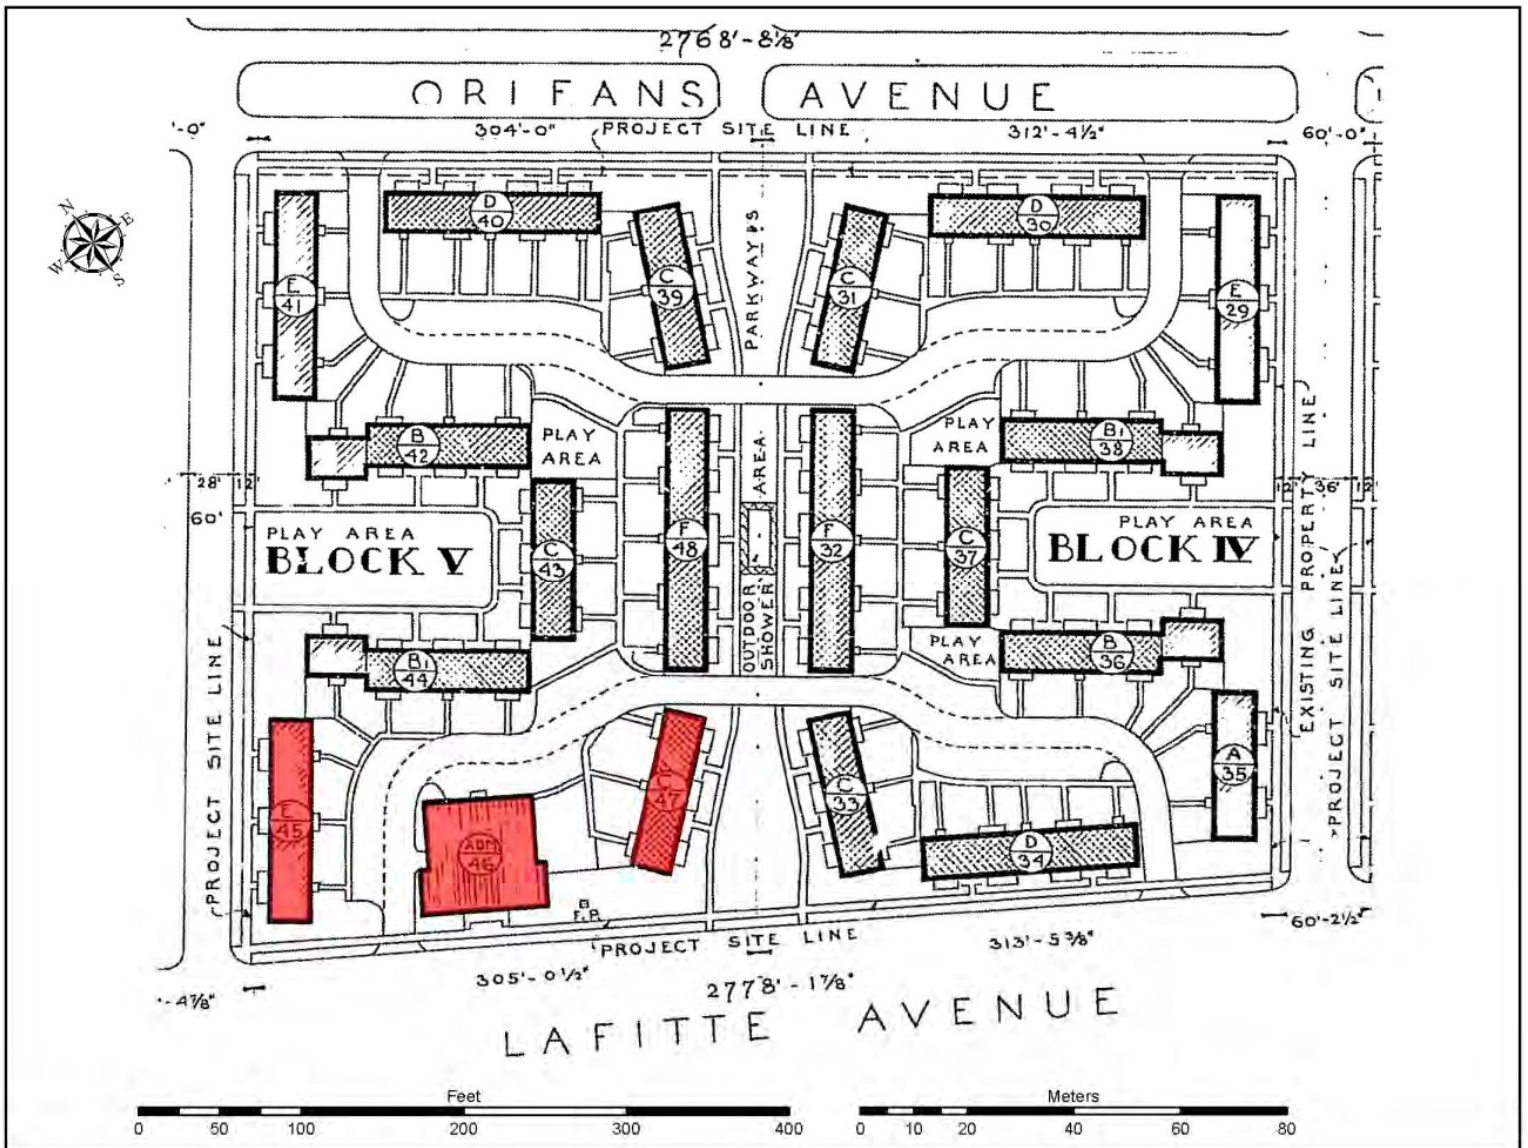 2768'-8⅛"
ORIFANS AVENUE
'-0"
304'-0"
PROJECT SITE LINE
312'-4½"
60'-0"
N
E
W
S
D
40
D
30
C
39
PARKWAY
C
31
E
41
E
29
B
42
PLAY
AREA
AREA
PLAY
AREA
B1
38
28'
12'
60'
12'
36'
12'
PLAY AREA
BLOCK V
C
43
F
48
F
32
C
37
PLAY AREA
BLOCK IV
OUTDOOR
SHOWER
EXISTING PROPERTY LINE
PROJECT SITE LINE
PROJECT SITE LINE
B1
44
PLAY
AREA
B
36
E
45
ADM
46
47
C
33
A
35
D
34
F.P.
PROJECT SITE LINE
305'-0½"
313'-5⅜"
60'-2½"
'-4⅞"
2778'-1⅞"
LAFITTE AVENUE
Feet
0 50 100 200 300 400
Meters
0 10 20 40 60 80